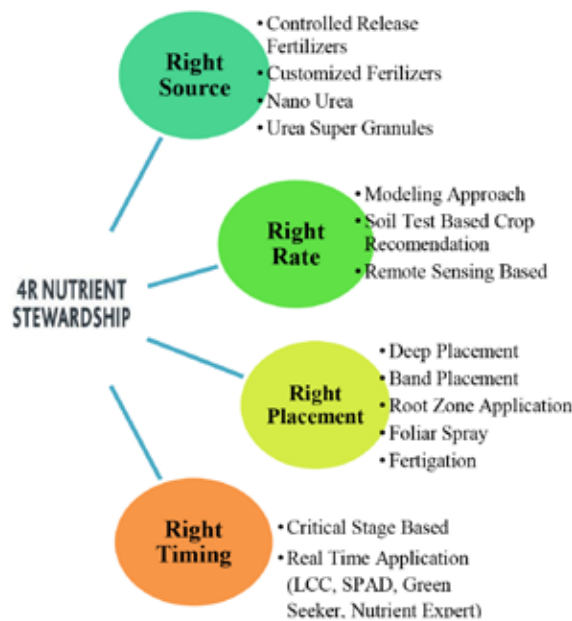 Right
Source
• Controlled Release
Fertilizers
• Customized Ferilizers
• Nano Urea
• Urea Super Granules
Right
Rate
• Modeling Approach
• Soil Test Based Crop
Recomendation
• Remote Sensing Based
4R NUTRIENT
STEWARDSHIP
Right
Placement
• Deep Placement
• Band Placement
• Root Zone Application
• Foliar Spray
• Fertigation
Right
Timing
• Critical Stage Based
• Real Time Application
(LCC, SPAD, Green
Seeker, Nutrient Expert)